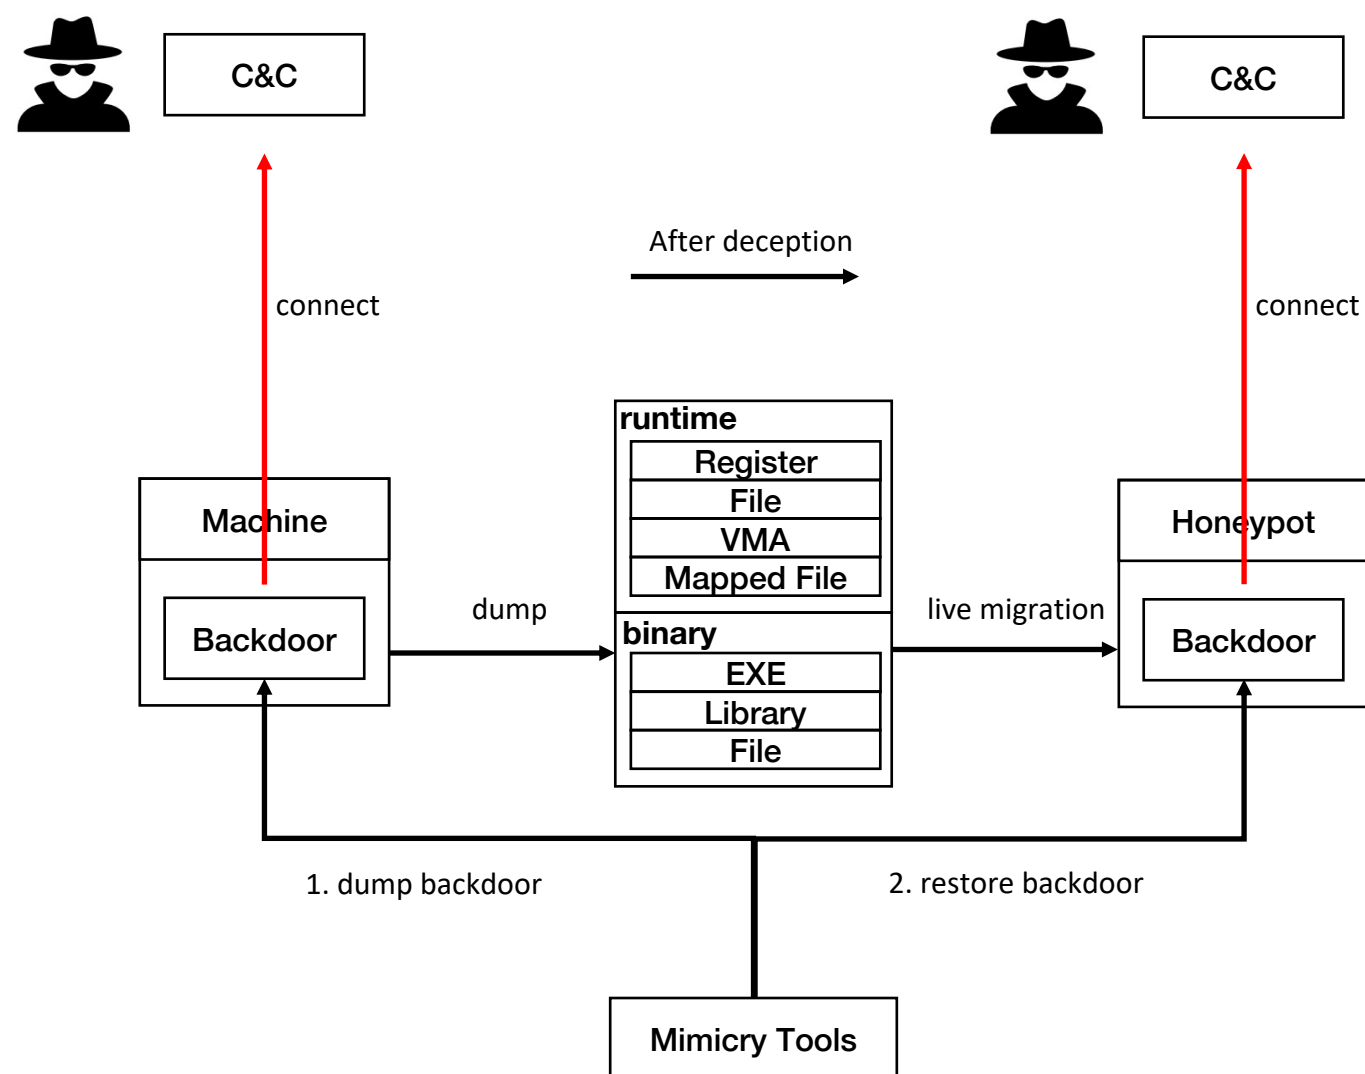 C&C
C&C
After deception
connect
connect
runtime
Register
File
VMA
Mapped File
Machine
Honeypot
dump
live migration
Backdoor
binary
EXE
Library
File
Backdoor
1. dump backdoor
2. restore backdoor
Mimicry Tools